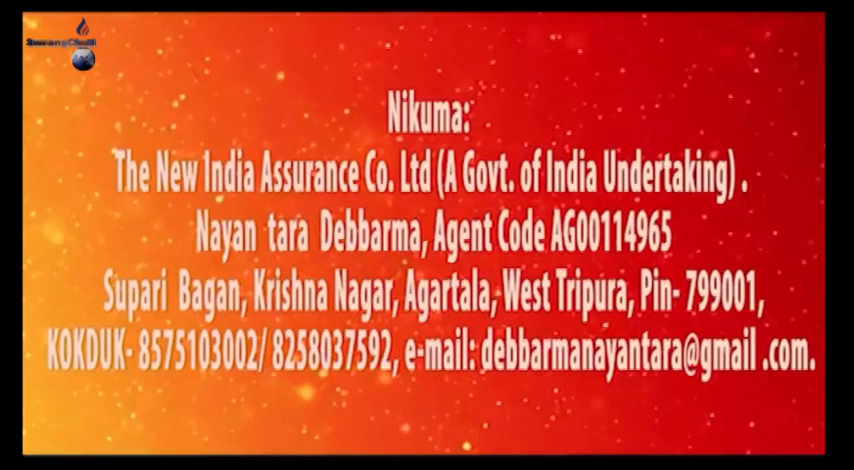 Nikuma:
The New India Assurance Co. Ltd (A Govt. of India Undertaking) .
Nayan tara Debbarma, Agent Code AG00114965
Supari Bagan, Krishna Nagar, Agartala, West Tripura, Pin- 799001,
KOKDUK- 8575103002/ 8258037592, e-mail: debbarmanayantara@gmail .com.